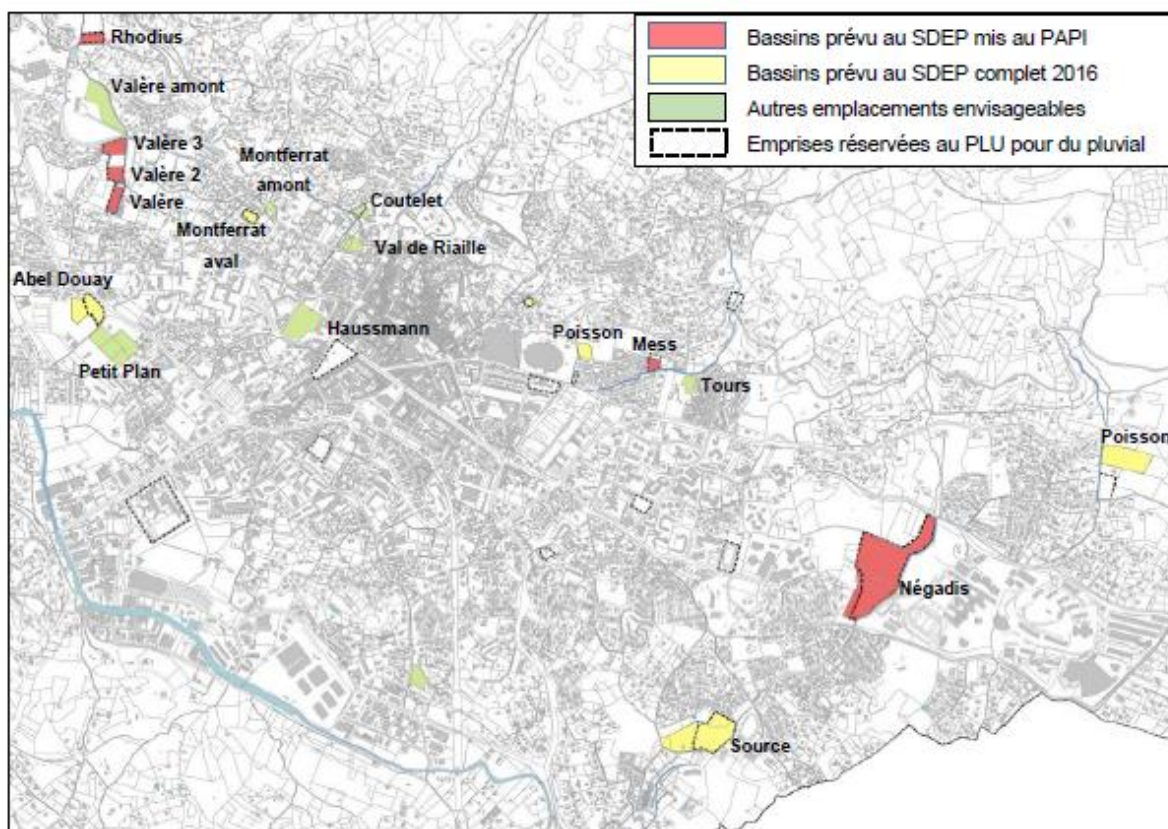 Bassins prévu au SDEP mis au PAPI
Bassins prévu au SDEP complet 2016
Autres emplacements envisageables
Emprises réservées au PLU pour du pluvial
Rhodius
Valère amont
Valère 3
Valère 2
Valère
Montferrat
amont
Montferrat
aval
Coutelet
Val de Riaille
Abel Douay
Petit Plan
Haussmann
Poisson
Mess
Tours
Poisson
Négadis
Source